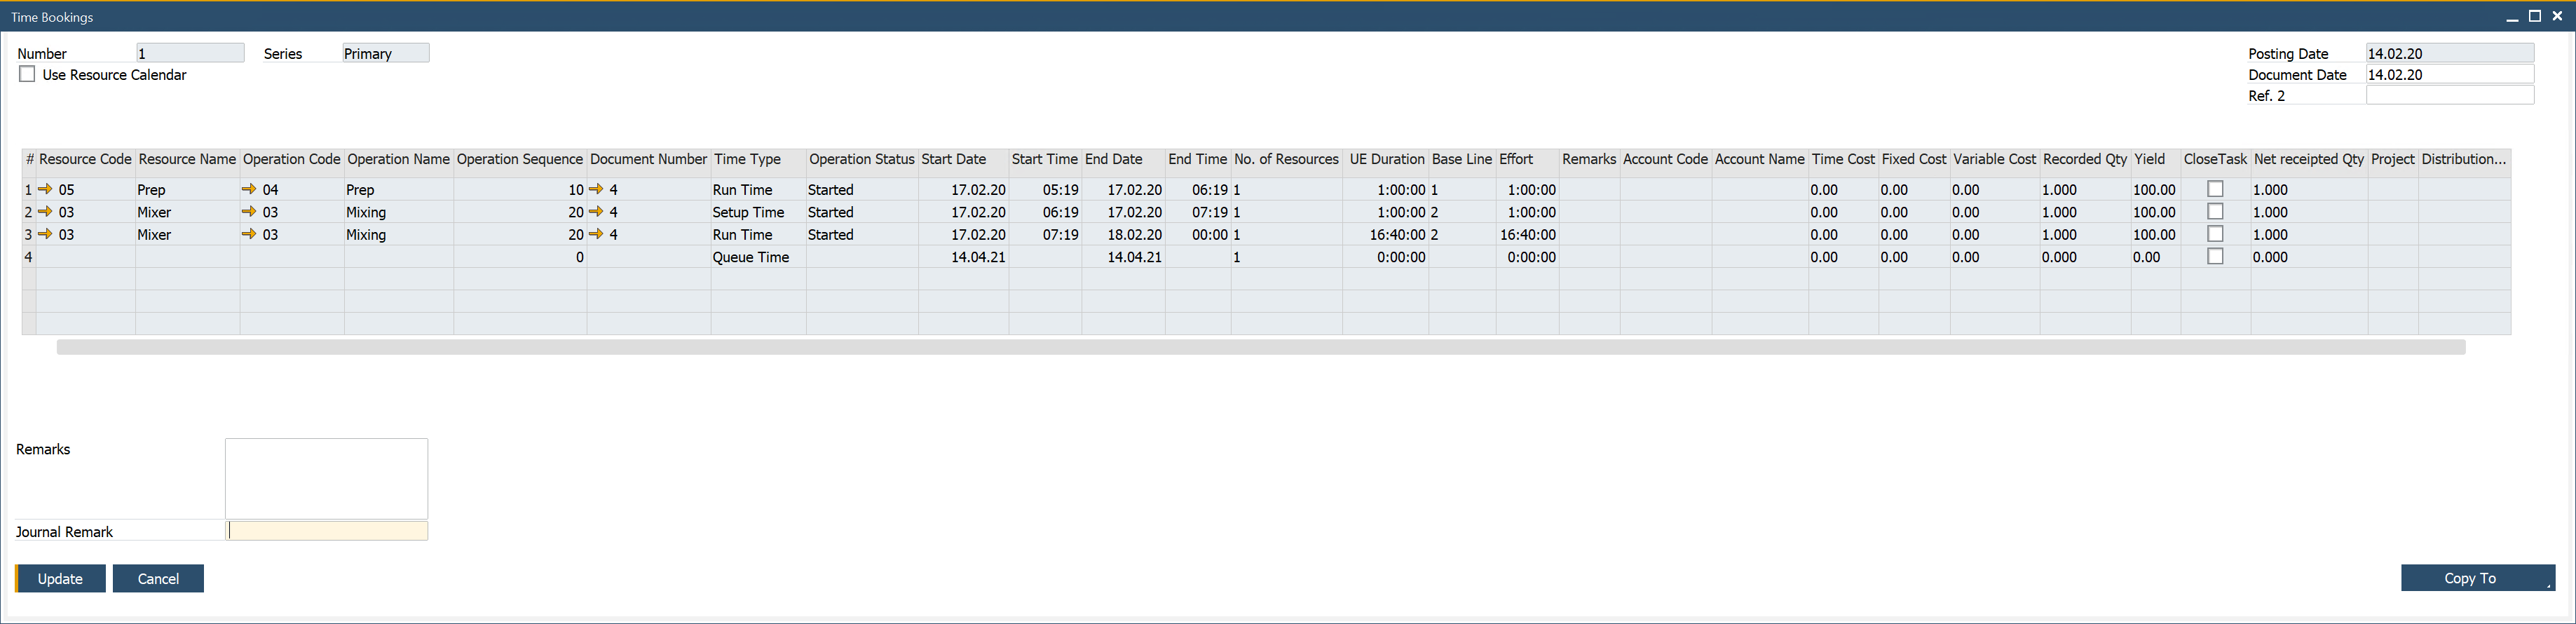 Time Bookings
Number 1 Series Primary Posting Date 14.02.20
Use Resource Calendar Document Date 14.02.20
Ref. 2
# Resource Code Resource Name Operation Code Operation Name Operation Sequence Document Number Time Type Operation Status Start Date Start Time End Date End Time No. of Resources UE Duration Base Line Effort Remarks Account Code Account Name Time Cost Fixed Cost Variable Cost Recorded Qty Yield CloseTask Net receipted Qty Project Distribution...
1 05 Prep 04 Prep 10 4 Run Time Started 17.02.20 05:19 17.02.20 06:19 1 1:00:00 1 1:00:00 0.00 0.00 0.00 1.000 100.00 1.000
2 03 Mixer 03 Mixing 20 4 Setup Time Started 17.02.20 06:19 17.02.20 07:19 1 1:00:00 2 1:00:00 0.00 0.00 0.00 1.000 100.00 1.000
3 03 Mixer 03 Mixing 20 4 Run Time Started 17.02.20 07:19 18.02.20 00:00 1 16:40:00 2 16:40:00 0.00 0.00 0.00 1.000 100.00 1.000
4 0 Queue Time 14.04.21 14.04.21 1 0:00:00 0:00:00 0.00 0.00 0.00 0.000 0.00 0.000
Remarks
Journal Remark
Update Cancel Copy To